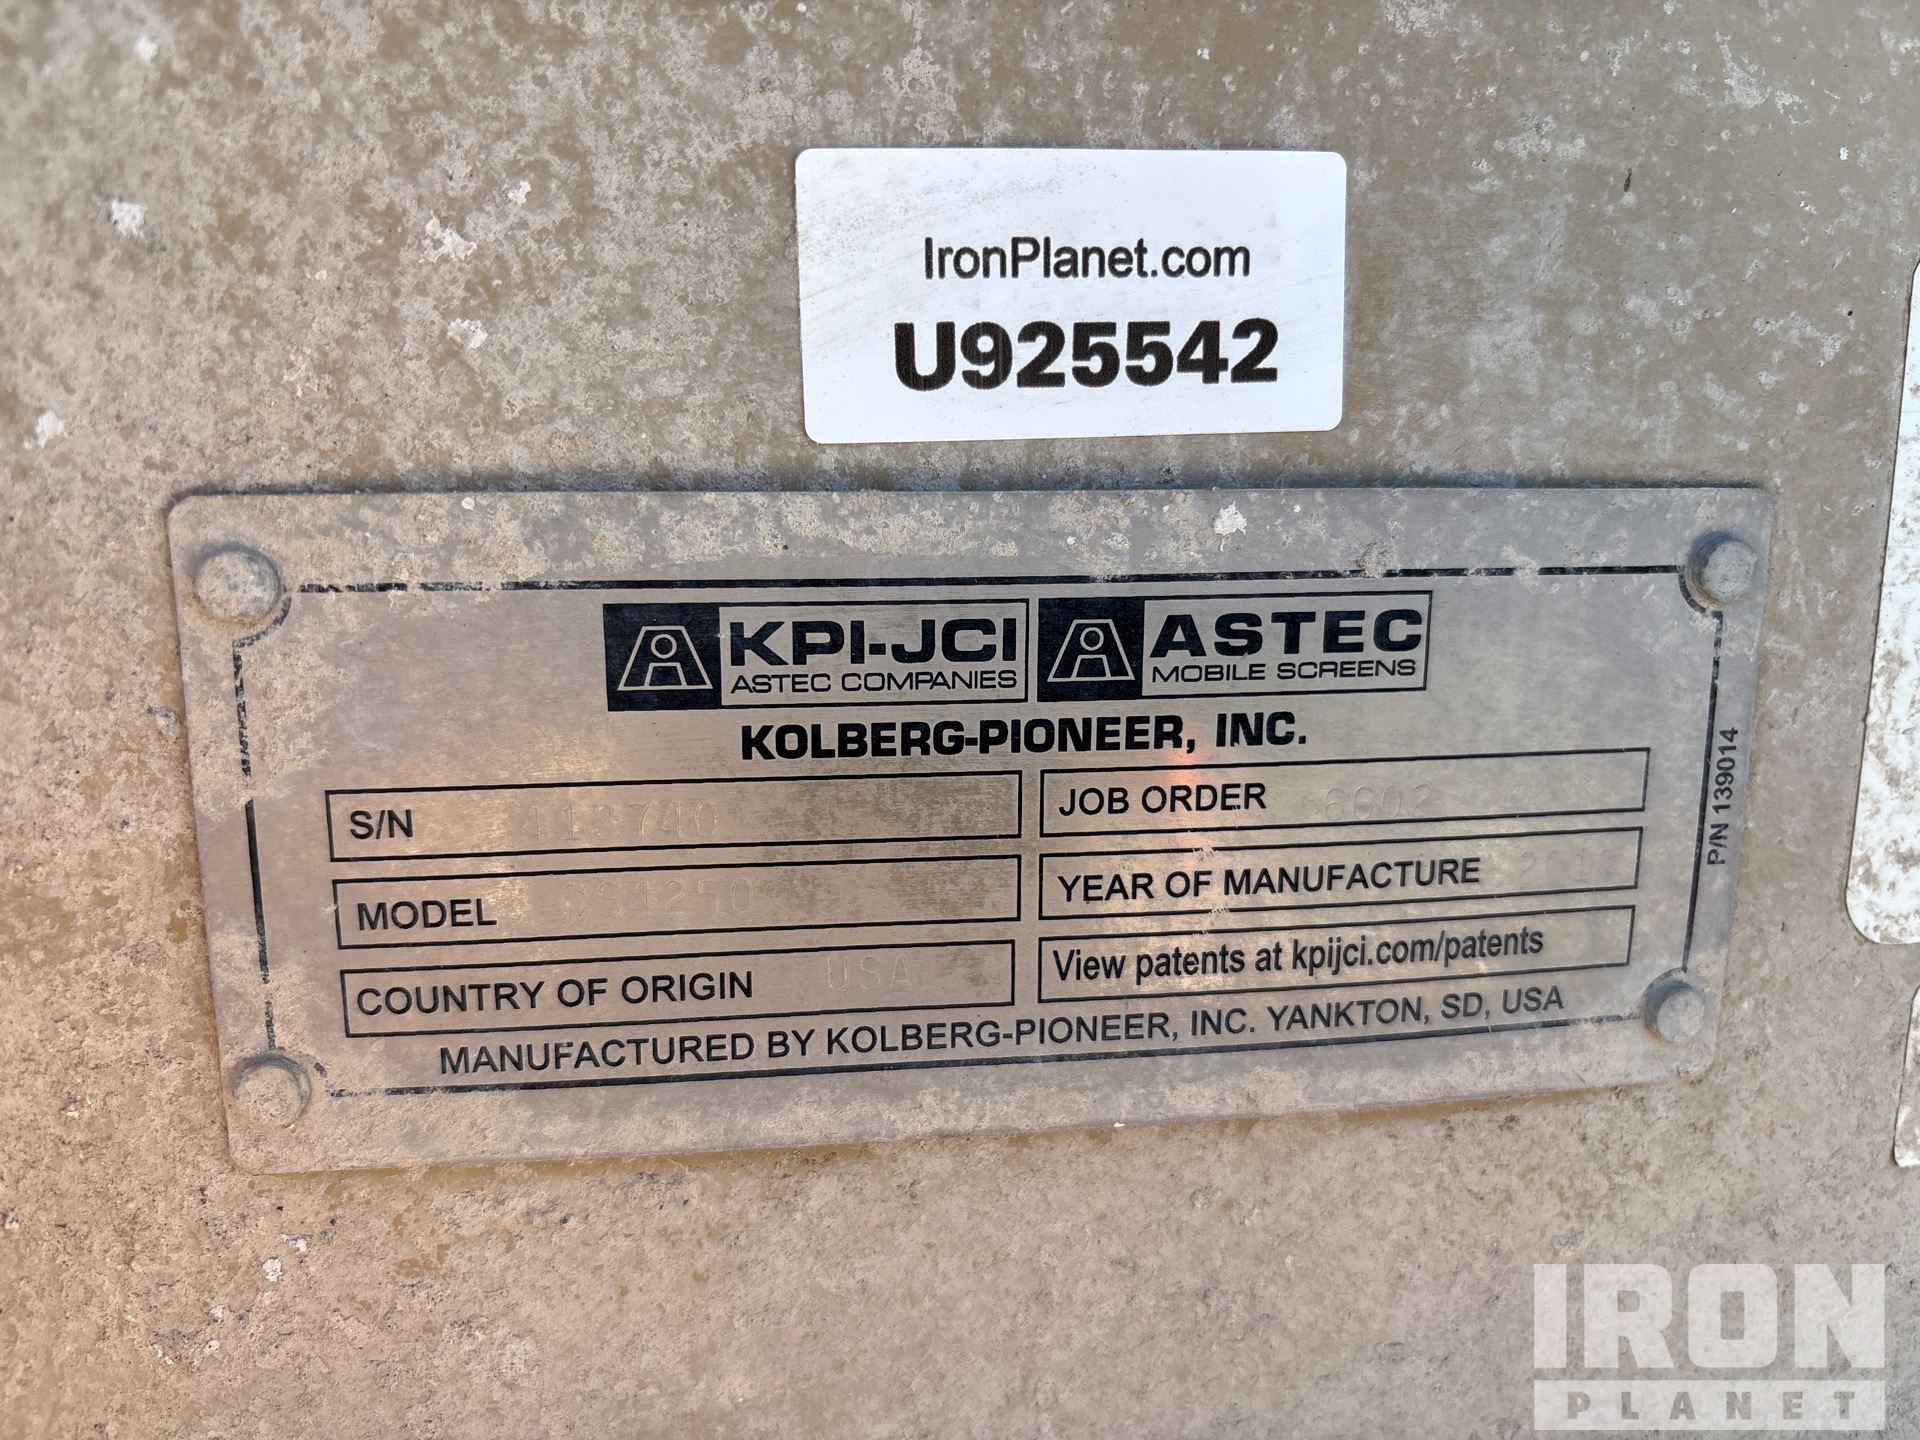 IronPlanet.com
U925542
KPI-JCI
ASTEC COMPANIES
ASTEC
MOBILE SCREENS
KOLBERG-PIONEER, INC.
S/N
JOB ORDER 6602
MODEL
YEAR OF MANUFACTURE
COUNTRY OF ORIGIN USA
View patents at kpijci.com/patents
MANUFACTURED BY KOLBERG-PIONEER, INC. YANKTON, SD, USA
P/N 139014
IRON
PLANET